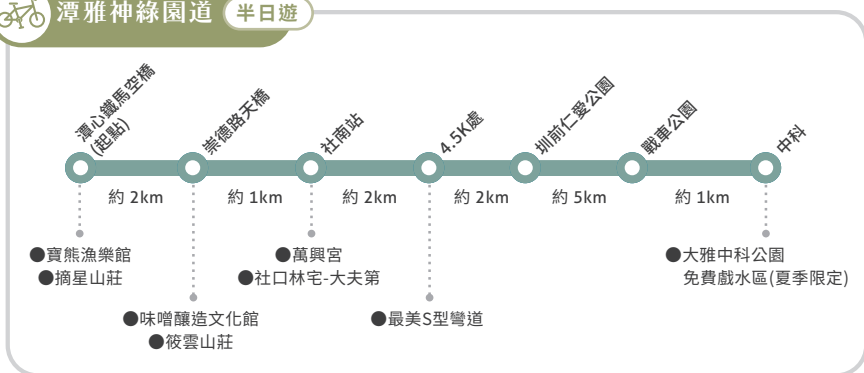 潭雅神綠園道 半日遊
潭心鐵馬空橋
(起點)
崇德路天橋
社南站
4.5K處
圳前仁愛公園
戰車公園
中科
約 2km
約 1km
約 2km
約 2km
約 5km
約 1km
●寶熊漁樂館
●摘星山莊
●味噌釀造文化館
●筱雲山莊
●萬興宮
●社口林宅-大夫第
●最美S型彎道
●大雅中科公園
免費戲水區(夏季限定)